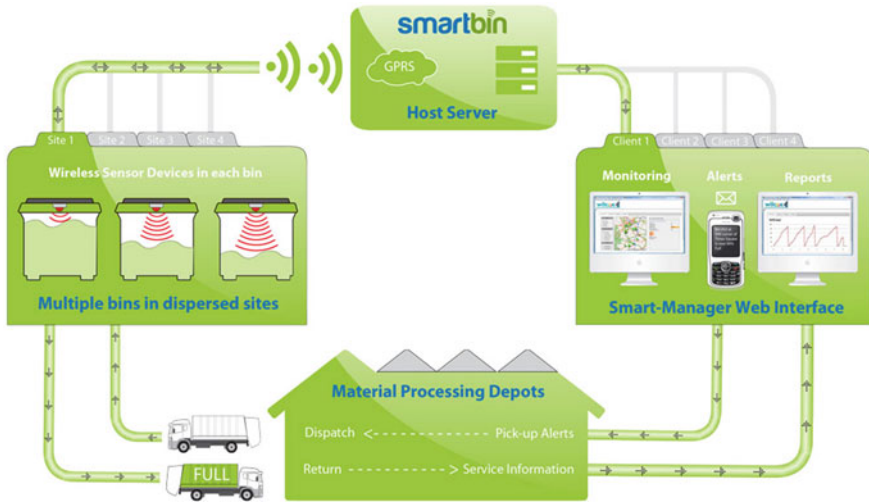 smartbin
GPRS
Host Server
Site 1
Site 2
Site 3
Site 4
Wireless Sensor Devices in each bin
Multiple bins in dispersed sites
Client 1
Client 2
Client 3
Client 4
Monitoring
Alerts
Reports
Smart-Manager Web Interface
Material Processing Depots
Dispatch
Pick-up Alerts
Return
Service Information
FULL